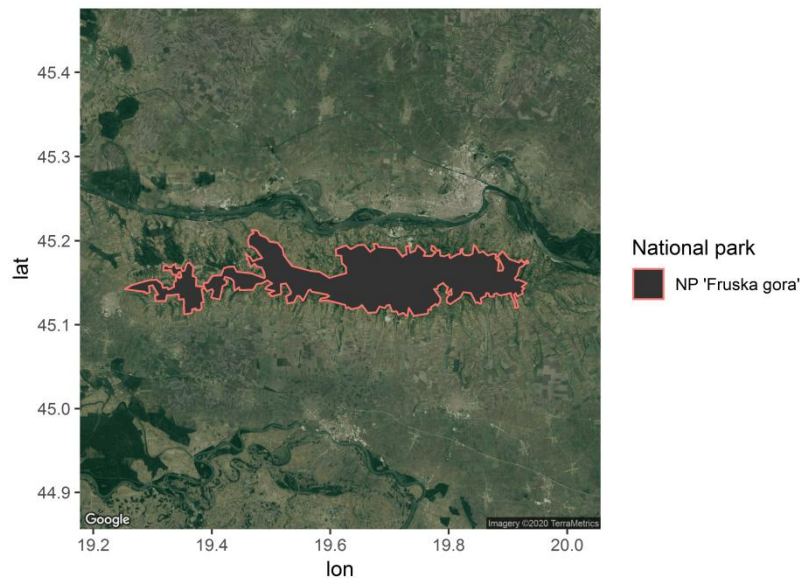 45.4
45.3
45.2
45.1
45.0
44.9
lat
19.2
19.4
19.6
19.8
20.0
lon
Google
Imagery ©2020 TerraMetrics
National park
NP 'Fruska gora'